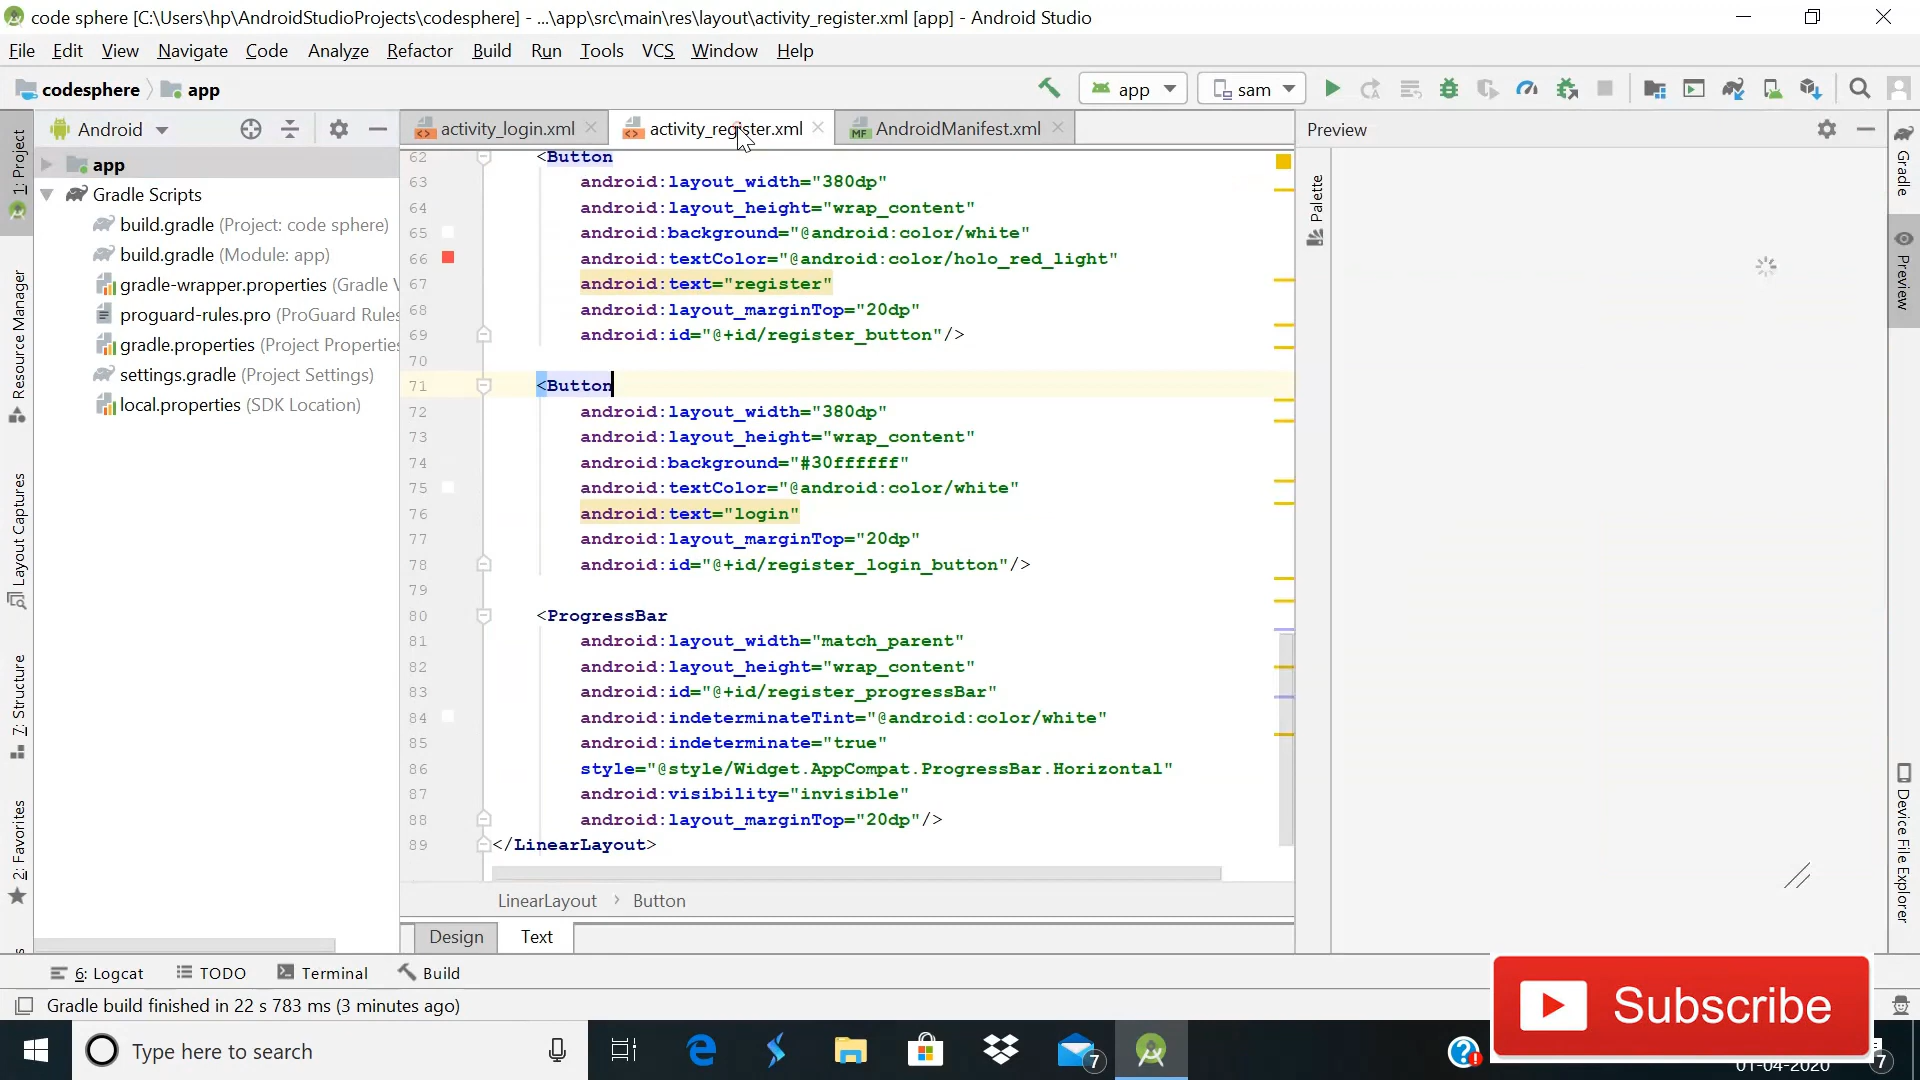 code sphere [C:\Users\hp\AndroidStudioProjects\codesphere] - ...\app\src\main\res\layout\activity_register.xml [app] - Android Studio
File Edit View Navigate Code Analyze Refactor Build Run Tools VCS Window Help
codesphere app
app sam
Android
activity_login.xml activity_register.xml AndroidManifest.xml
Preview
app
Gradle Scripts
build.gradle (Project: code sphere)
build.gradle (Module: app)
gradle-wrapper.properties (Gradle V
proguard-rules.pro (ProGuard Rules
gradle.properties (Project Properties
settings.gradle (Project Settings)
local.properties (SDK Location)
1: Project
Resource Manager
Layout Captures
7: Structure
2: Favorites
62 <Button
63 android:layout_width="380dp"
64 android:layout_height="wrap_content"
65 android:background="@android:color/white"
66 android:textColor="@android:color/holo_red_light"
67 android:text="register"
68 android:layout_marginTop="20dp"
69 android:id="@+id/register_button"/>
70
71 <Button
72 android:layout_width="380dp"
73 android:layout_height="wrap_content"
74 android:background="#30ffffff"
75 android:textColor="@android:color/white"
76 android:text="login"
77 android:layout_marginTop="20dp"
78 android:id="@+id/register_login_button"/>
79
80 <ProgressBar
81 android:layout_width="match_parent"
82 android:layout_height="wrap_content"
83 android:id="@+id/register_progressBar"
84 android:indeterminateTint="@android:color/white"
85 android:indeterminate="true"
86 style="@style/Widget.AppCompat.ProgressBar.Horizontal"
87 android:visibility="invisible"
88 android:layout_marginTop="20dp"/>
89 </LinearLayout>
LinearLayout › Button
Design Text
Palette
Gradle
Preview
Device File Explorer
6: Logcat TODO Terminal Build
Gradle build finished in 22 s 783 ms (3 minutes ago)
Subscribe
Type here to search
7
01-04-2020
7